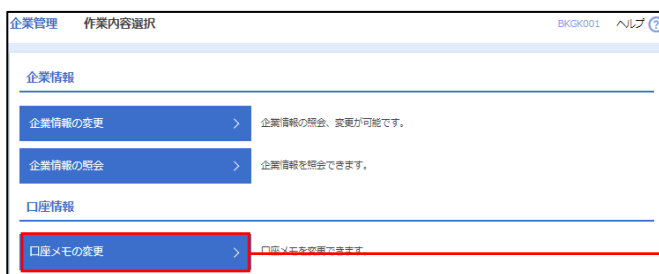 企業管理 作業内容選択 BKGK001 ヘルプ ?
企業情報
企業情報の変更 > 企業情報の照会、変更が可能です。
企業情報の照会 > 企業情報を照会できます。
口座情報
口座メモの変更 > 口座メモを変更できます。